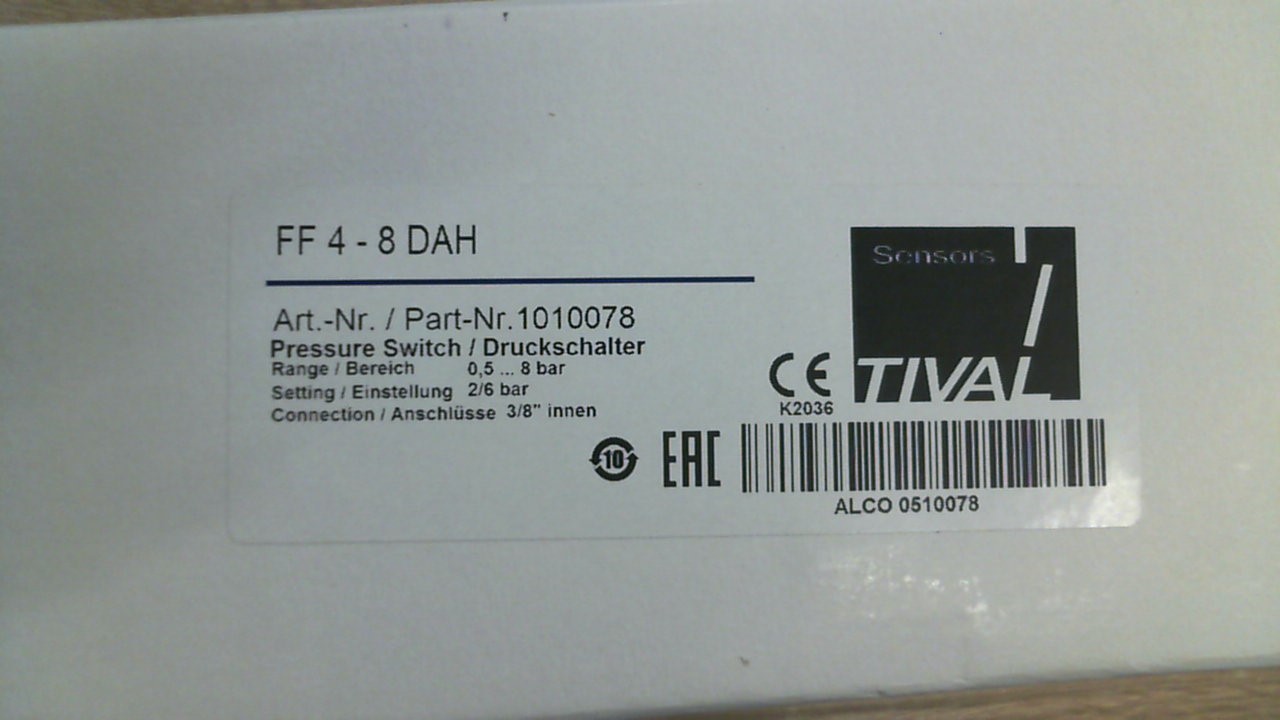 FF 4 - 8 DAH
Art.-Nr. / Part-Nr.1010078
Pressure Switch / Druckschalter
Range / Bereich 0,5 ... 8 bar
Setting / Einstellung 2/6 bar
Connection / Anschlüsse 3/8" innen
Sensors
TIVAL
CE
K2036
10
EAC
ALCO 0510078